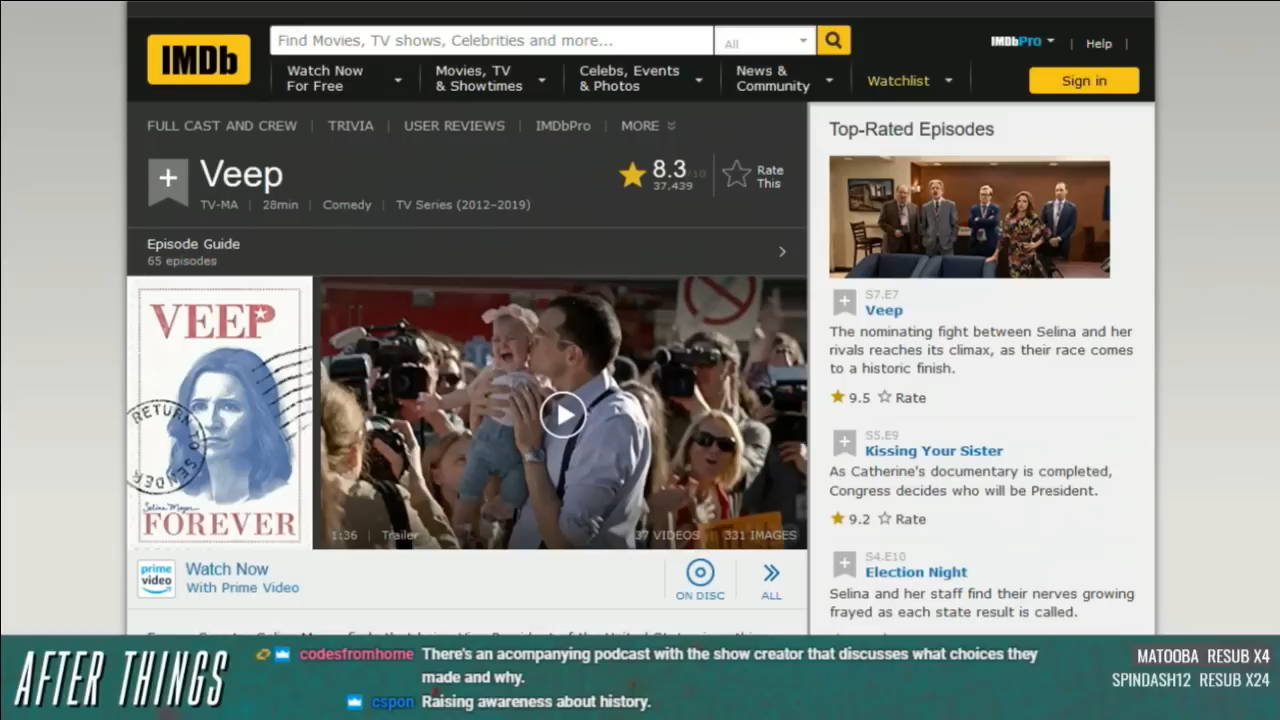 IMDb
Find Movies, TV shows, Celebrities and more...
All
IMDbPro
Help
Watch Now
For Free
Movies, TV
& Showtimes
Celebs, Events
& Photos
News &
Community
Watchlist
Sign in
FULL CAST AND CREW
TRIVIA
USER REVIEWS
IMDbPro
MORE
Veep
8.3/10
37,439
Rate
This
TV-MA | 28min | Comedy | TV Series (2012-2019)
Episode Guide
65 episodes
VEEP
RETURN TO SENDER
Selina Meyer
FOREVER
1:36 | Trailer
37 VIDEOS
331 IMAGES
prime
video
Watch Now
With Prime Video
ON DISC
ALL
Top-Rated Episodes
S7.E7
Veep
The nominating fight between Selina and her
rivals reaches its climax, as their race comes
to a historic finish.
9.5 Rate
S5.E9
Kissing Your Sister
As Catherine's documentary is completed,
Congress decides who will be President.
9.2 Rate
S4.E10
Election Night
Selina and her staff find their nerves growing
frayed as each state result is called.
AFTER THINGS
codesfromhome There's an acompanying podcast with the show creator that discusses what choices they
made and why.
cspon Raising awareness about history.
MATOOBA RESUB X4
SPINDASH12 RESUB X24